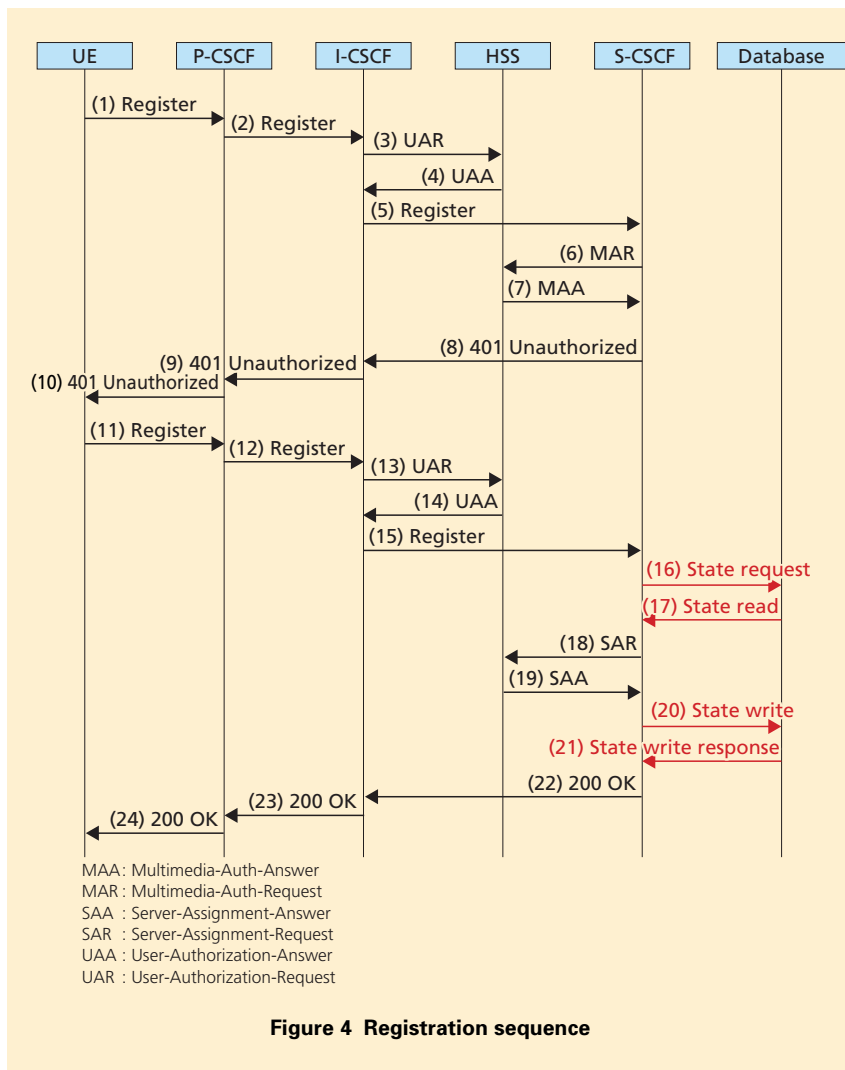 UE P-CSCF I-CSCF HSS S-CSCF Database
(1) Register
(2) Register
(3) UAR
(4) UAA
(5) Register
(6) MAR
(7) MAA
(8) 401 Unauthorized
(9) 401 Unauthorized
(10) 401 Unauthorized
(11) Register
(12) Register
(13) UAR
(14) UAA
(15) Register
(16) State request
(17) State read
(18) SAR
(19) SAA
(20) State write
(21) State write response
(22) 200 OK
(23) 200 OK
(24) 200 OK
MAA : Multimedia-Auth-Answer
MAR : Multimedia-Auth-Request
SAA : Server-Assignment-Answer
SAR : Server-Assignment-Request
UAA : User-Authorization-Answer
UAR : User-Authorization-Request
Figure 4 Registration sequence